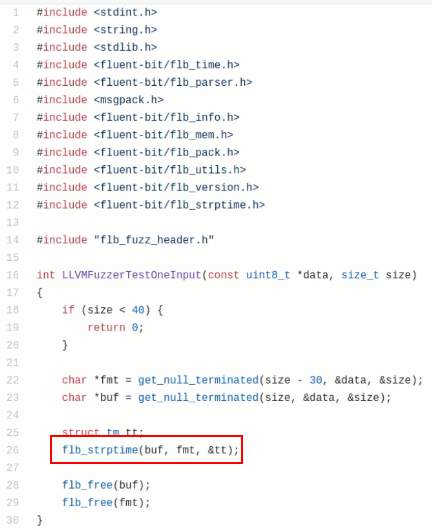 1 #include <stdint.h>
2 #include <string.h>
3 #include <stdlib.h>
4 #include <fluent-bit/flb_time.h>
5 #include <fluent-bit/flb_parser.h>
6 #include <msgpack.h>
7 #include <fluent-bit/flb_info.h>
8 #include <fluent-bit/flb_mem.h>
9 #include <fluent-bit/flb_pack.h>
10 #include <fluent-bit/flb_utils.h>
11 #include <fluent-bit/flb_version.h>
12 #include <fluent-bit/flb_strptime.h>
13
14 #include "flb_fuzz_header.h"
15
16 int LLVMFuzzerTestOneInput(const uint8_t *data, size_t size)
17 {
18     if (size < 40) {
19         return 0;
20     }
21
22     char *fmt = get_null_terminated(size - 30, &data, &size);
23     char *buf = get_null_terminated(size, &data, &size);
24
25     struct tm tt;
26     flb_strptime(buf, fmt, &tt);
27
28     flb_free(buf);
29     flb_free(fmt);
30 }